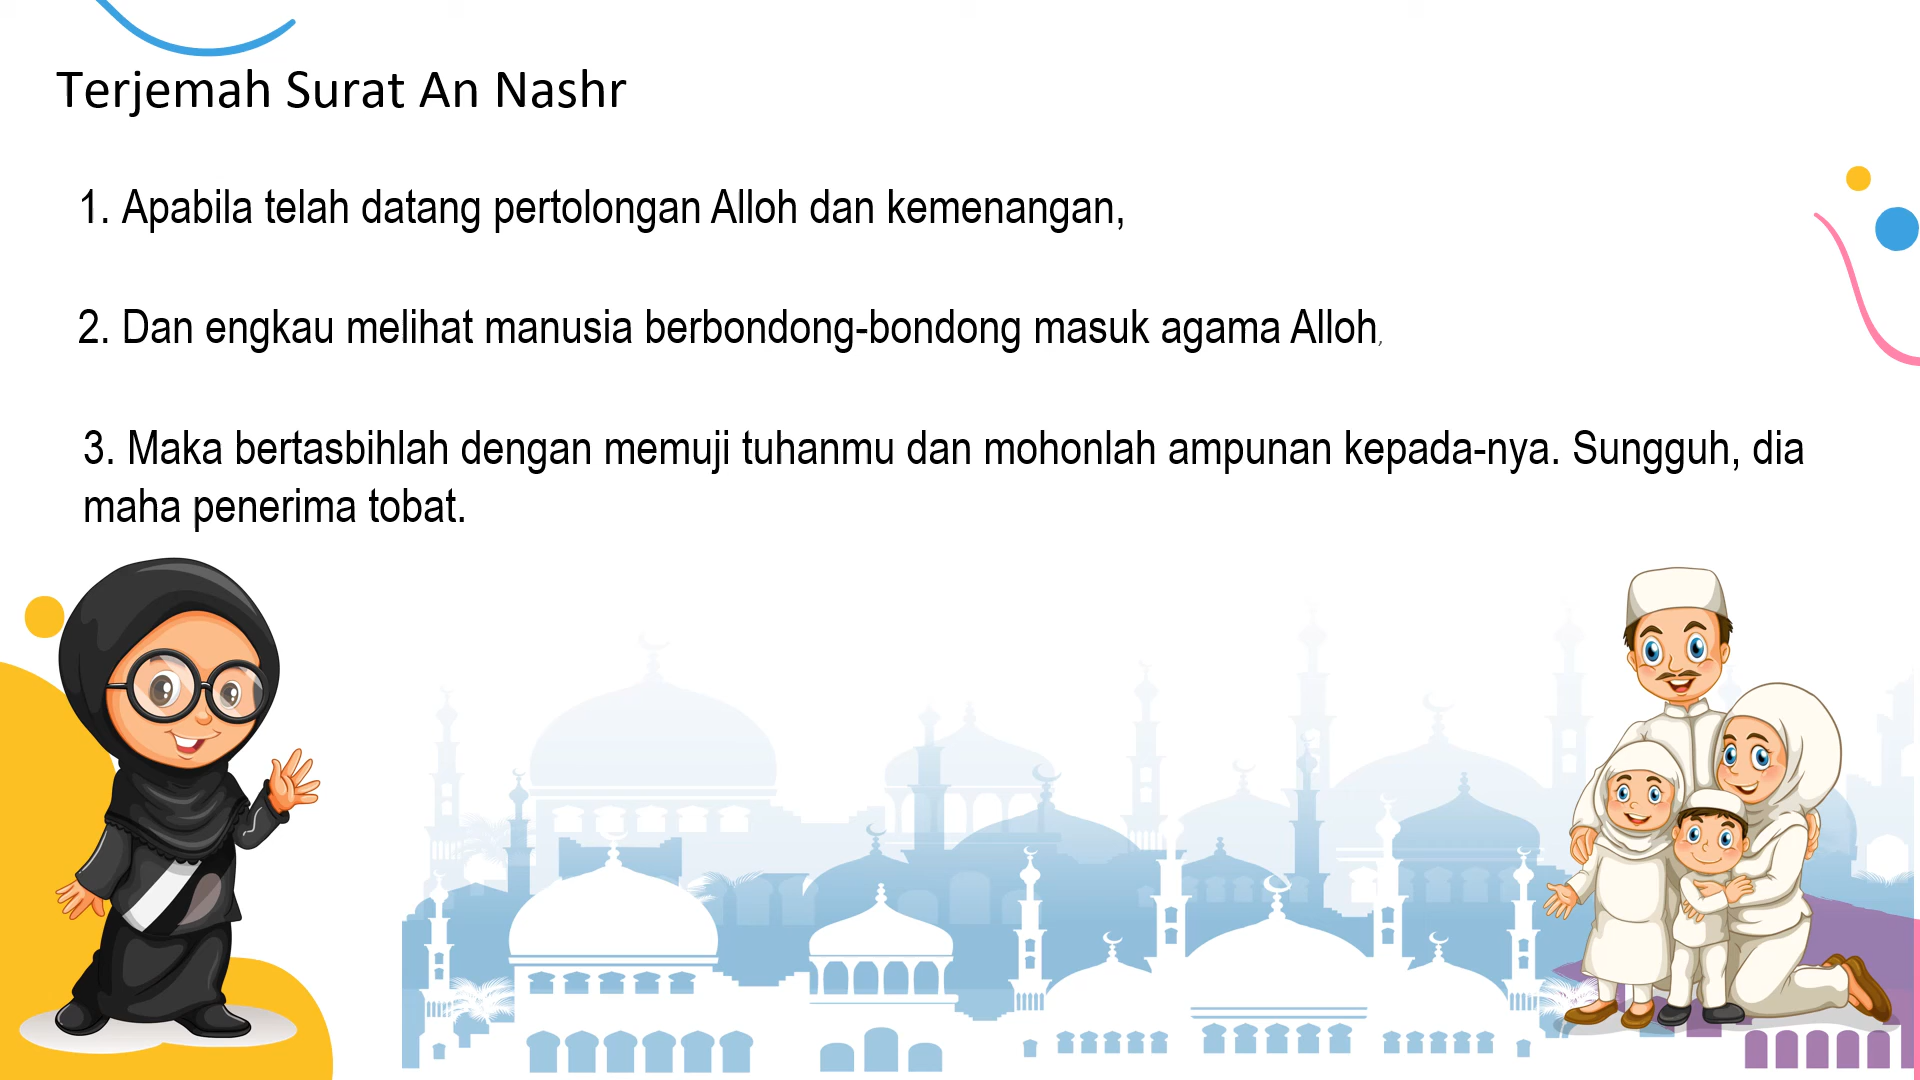 Terjemah Surat An Nashr
1. Apabila telah datang pertolongan Alloh dan kemenangan,
2. Dan engkau melihat manusia berbondong-bondong masuk agama Alloh,
3. Maka bertasbihlah dengan memuji tuhanmu dan mohonlah ampunan kepada-nya. Sungguh, dia
maha penerima tobat.